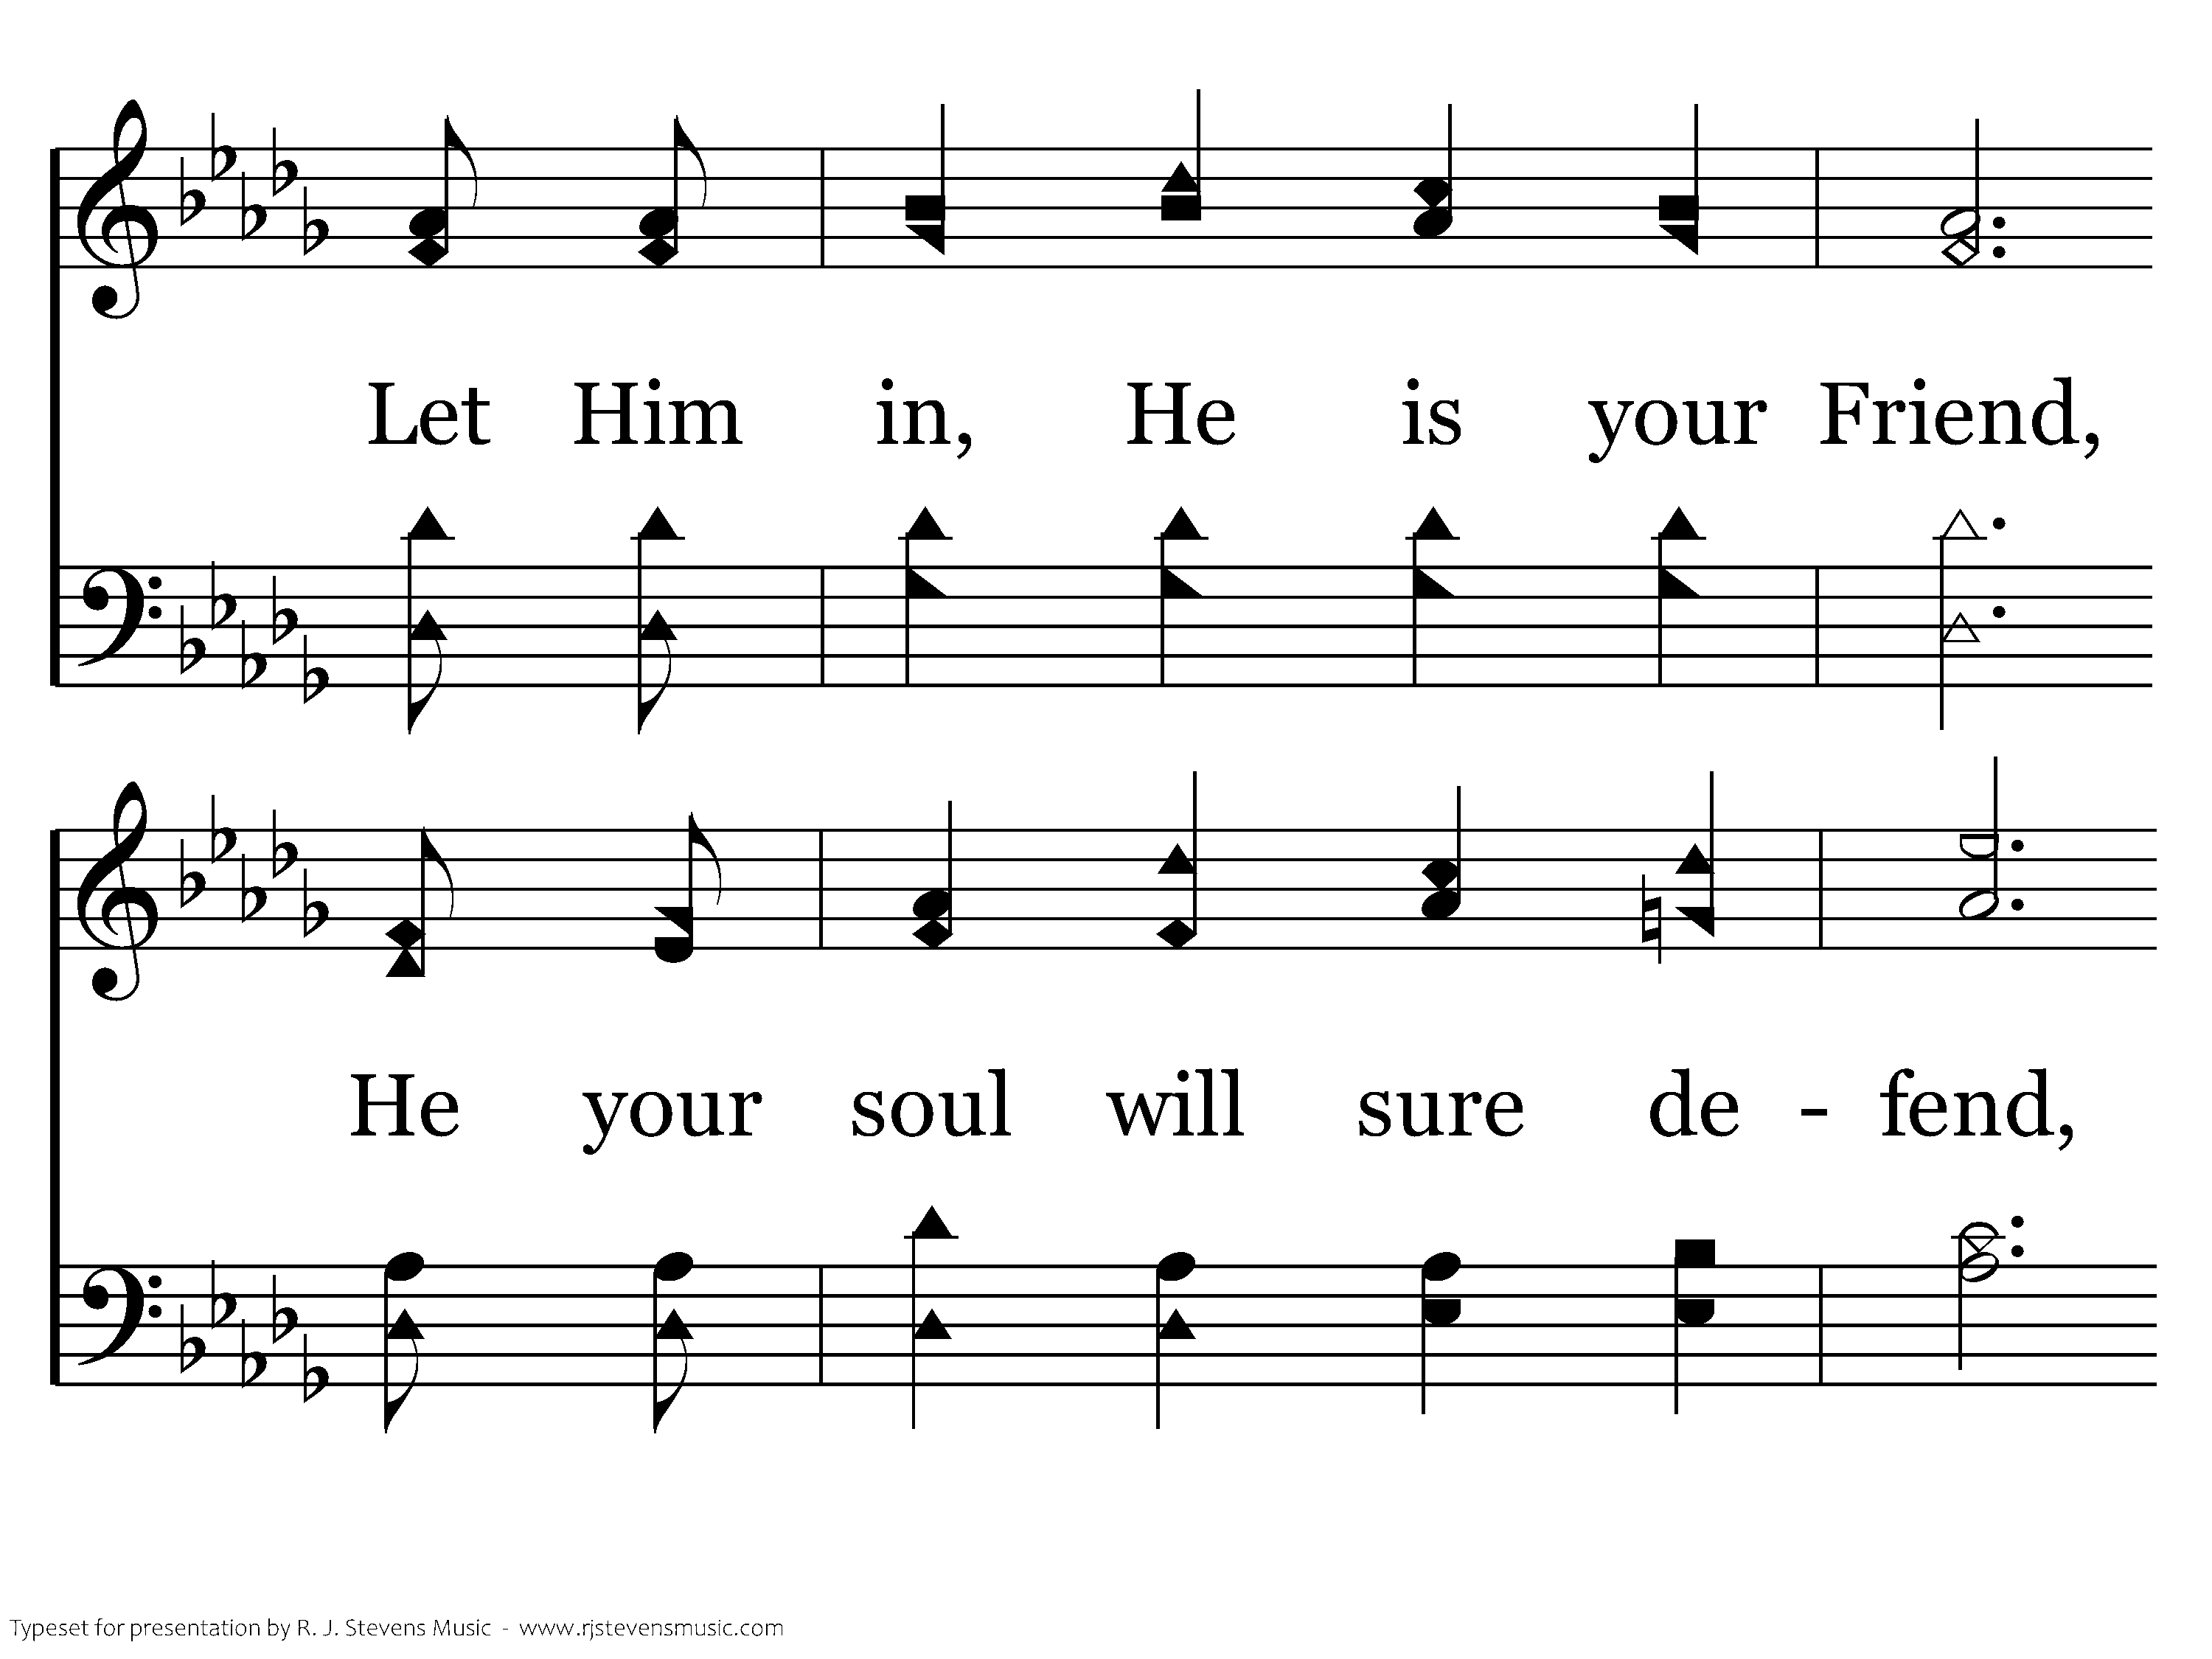 Let Him in, He is your Friend,
He your soul will sure de - fend,
Typeset for presentation by R. J. Stevens Music - www.rjstevensmusic.com